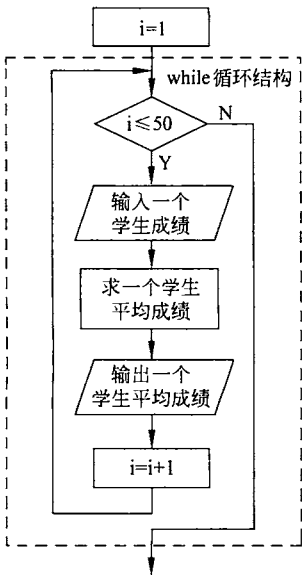 i=1
while循环结构
i≤50
N
Y
输入一个
学生成绩
求一个学生
平均成绩
输出一个
学生平均成绩
i=i+1